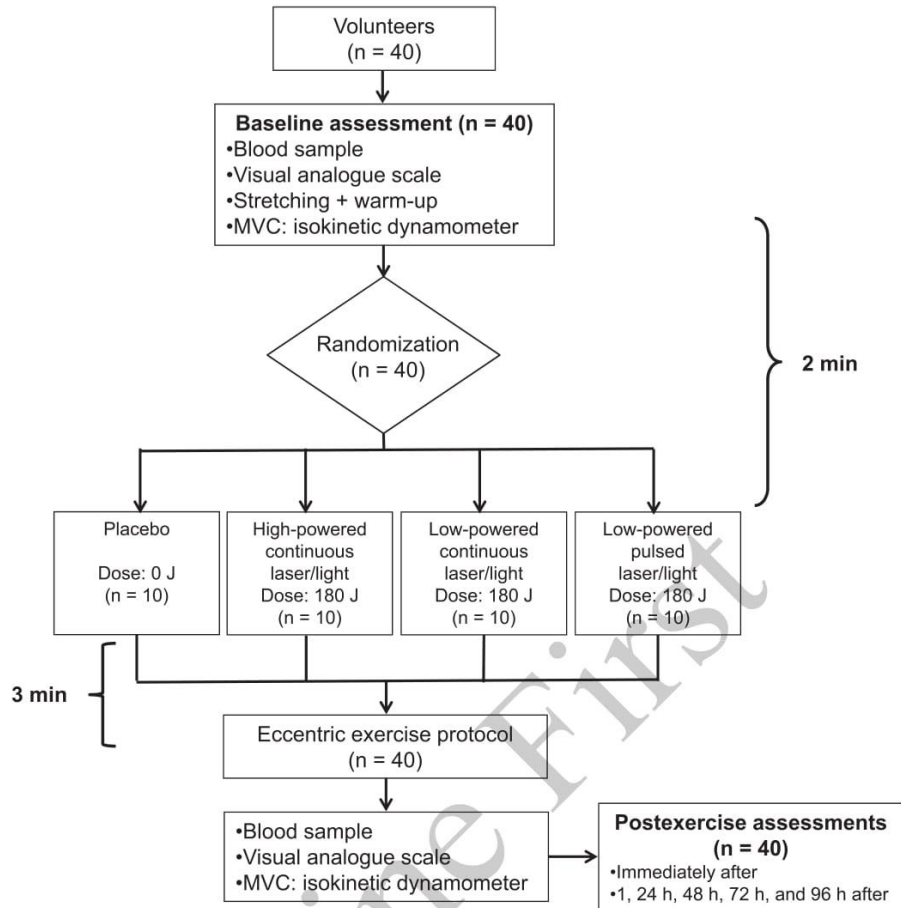 Volunteers
(n = 40)
Baseline assessment (n = 40)
•Blood sample
•Visual analogue scale
•Stretching + warm-up
•MVC: isokinetic dynamometer
Randomization
(n = 40)
2 min
Placebo
Dose: 0 J
(n = 10)
High-powered
continuous
laser/light
Dose: 180 J
(n = 10)
Low-powered
continuous
laser/light
Dose: 180 J
(n = 10)
Low-powered
pulsed
laser/light
Dose: 180 J
(n = 10)
3 min
Eccentric exercise protocol
(n = 40)
•Blood sample
•Visual analogue scale
•MVC: isokinetic dynamometer
Postexercise assessments
(n = 40)
•Immediately after
•1, 24 h, 48 h, 72 h, and 96 h after
ine First